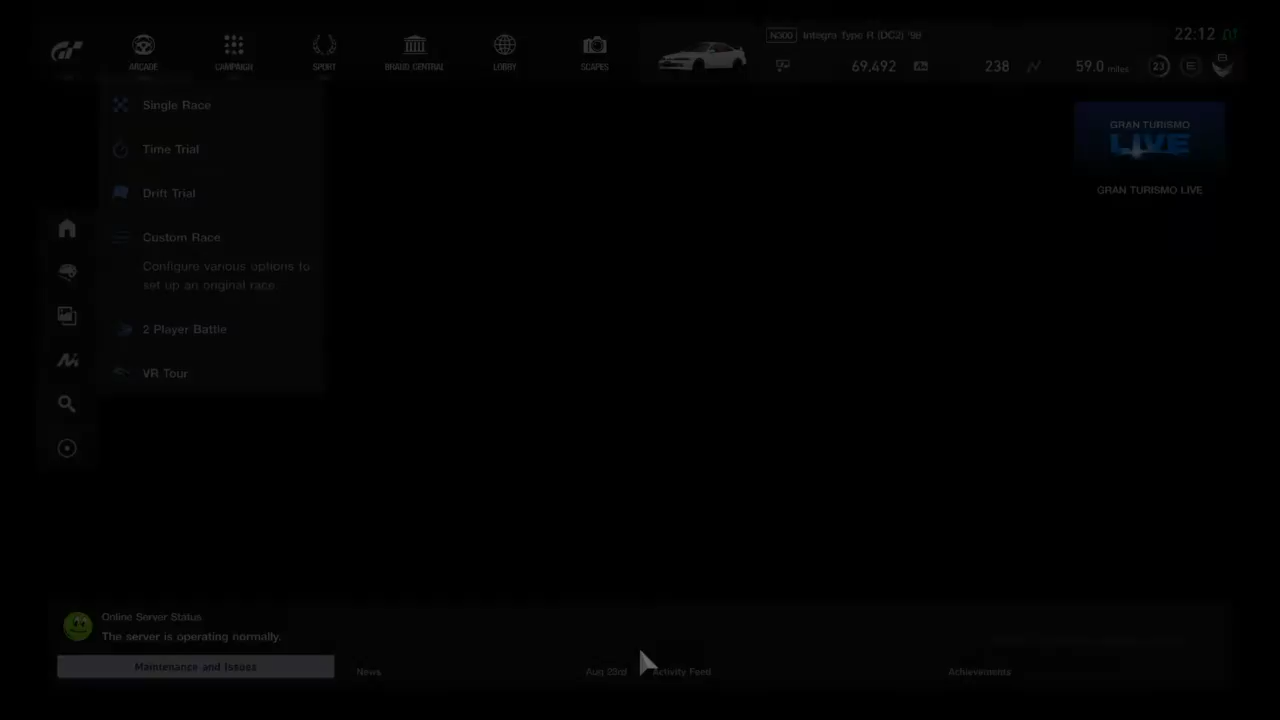 N300 Integra Type R (DC2) '98
22:12
ARCADE
CAMPAIGN
SPORT
BRAND CENTRAL
LOBBY
SCAPES
69,492
238
59.0 miles
23
E
Single Race
Time Trial
Drift Trial
Custom Race
Configure various options to
set up an original race.
2 Player Battle
VR Tour
GRAN TURISMO
LIVE
GRAN TURISMO LIVE
Online Server Status
The server is operating normally.
Maintenance and Issues
News
Aug 23rd
Activity Feed
Achievements